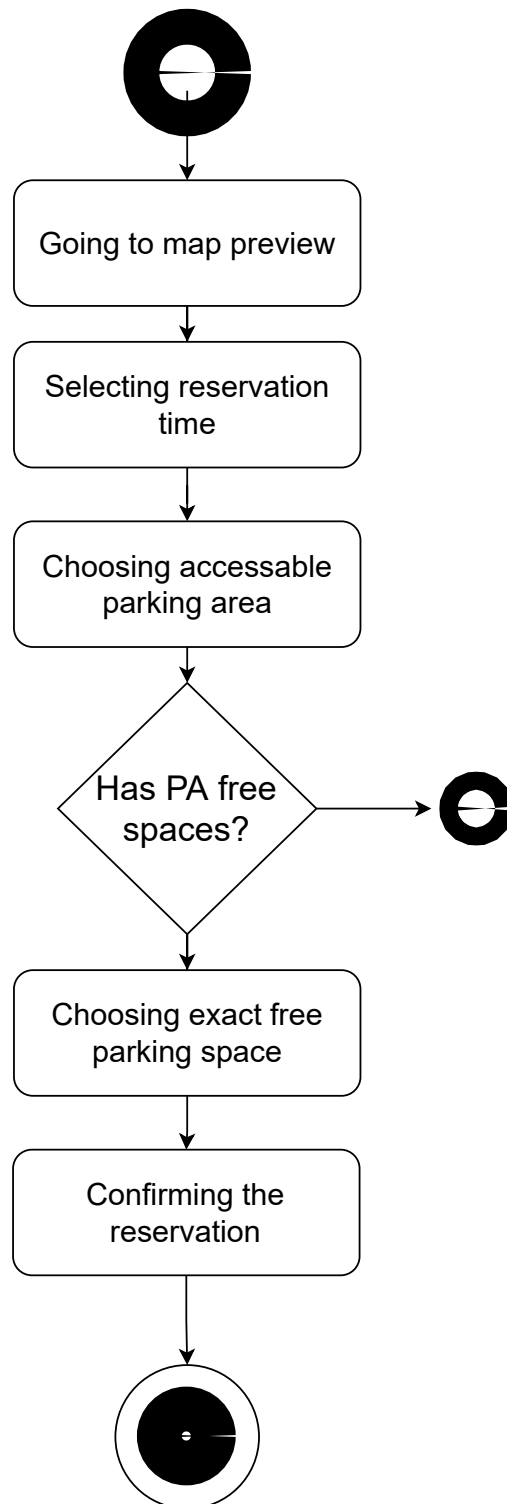 Going to map preview
Selecting reservation
time
Choosing accessable
parking area
Has PA free
spaces?
Choosing exact free
parking space
Confirming the
reservation